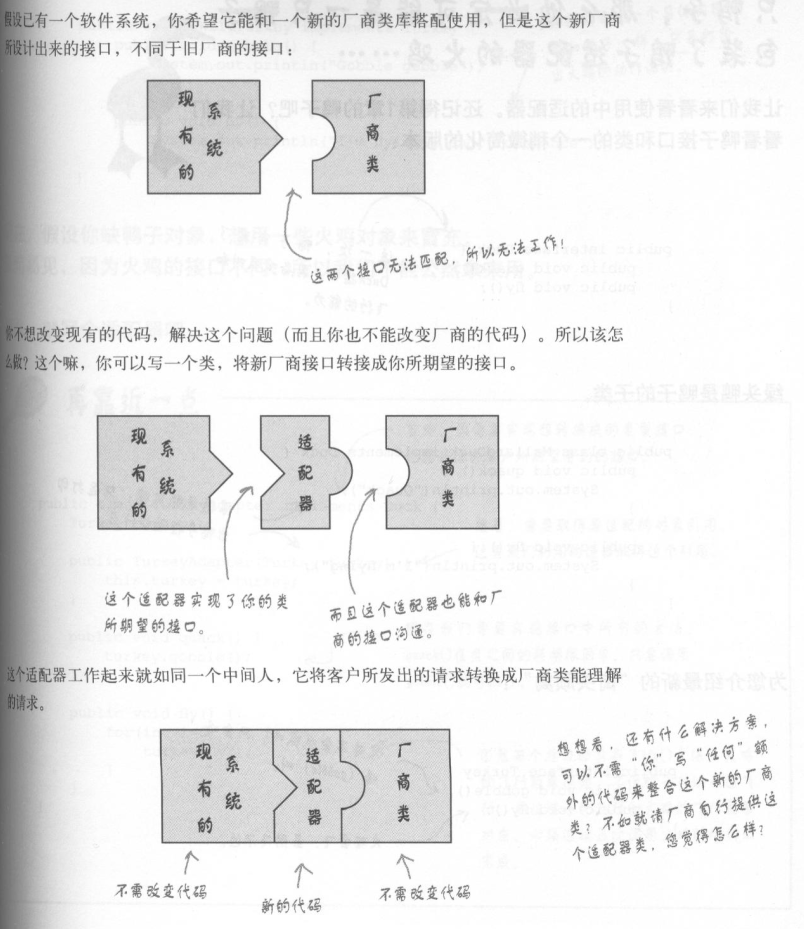 假设已有一个软件系统，你希望它能和一个新的厂商类库搭配使用，但是这个新厂商
所设计出来的接口，不同于旧厂商的接口：
现有的
系统
厂商类
这两个接口无法匹配，所以无法工作！
你不想改变现有的代码，解决这个问题（而且你也不能改变厂商的代码）。所以该怎
么做？这个嘛，你可以写一个类，将新厂商接口转接成你所期望的接口。
现有的
系统
适配器
厂商类
这个适配器实现了你的类
所期望的接口。
而且这个适配器也能和厂
商的接口沟通。
这个适配器工作起来就如同一个中间人，它将客户所发出的请求转换成厂商类能理解
的请求。
现有的
系统
适配器
厂商类
不需改变代码
新的代码
不需改变代码
想想看，还有什么解决方案，
可以不需“你”写“任何”额
外的代码来整合这个新的厂商
类？不如就请厂商自行提供这
个适配器类，您觉得怎么样？